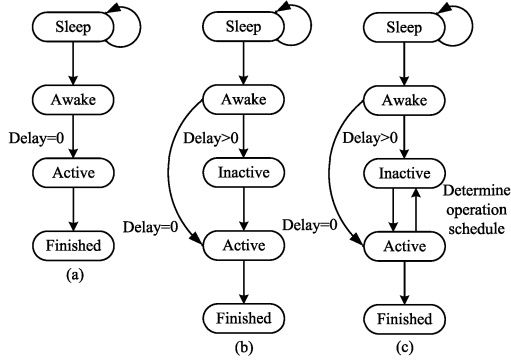 Sleep
Awake
Delay=0
Active
Finished
(a)
Sleep
Awake
Delay>0
Inactive
Delay=0
Active
Finished
(b)
Sleep
Awake
Delay>0
Inactive
Determine
operation
schedule
Delay=0
Active
Finished
(c)